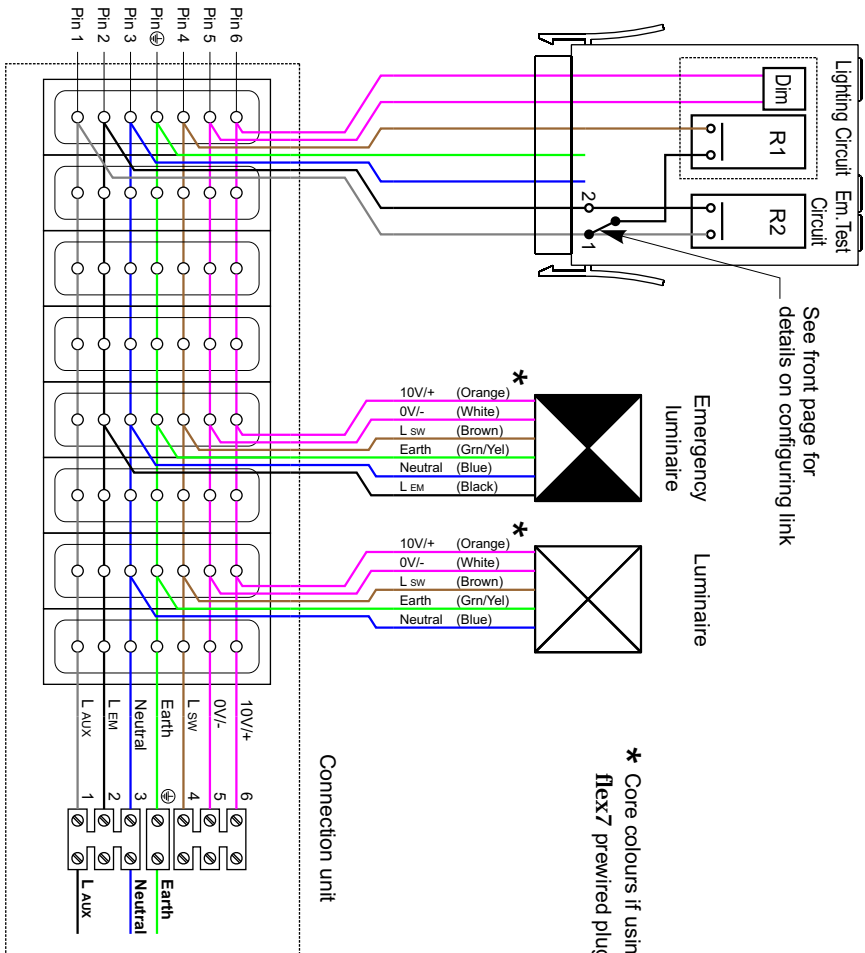 Lighting Circuit
Em.Test
Circuit
Dim
R1
R2
2
1
See front page for
details on configuring link
Pin 1
Pin 2
Pin 3
Pin ⏚
Pin 4
Pin 5
Pin 6
*
10V/+ (Orange)
0V/- (White)
L SW (Brown)
Earth (Grn/Yel)
Neutral (Blue)
L EM (Black)
Emergency
luminaire
*
10V/+ (Orange)
0V/- (White)
L SW (Brown)
Earth (Grn/Yel)
Neutral (Blue)
Luminaire
* Core colours if usin
flex7 prewired plug
Connection unit
10V/+
0V/-
L SW
Earth
Neutral
L EM
L AUX
6
5
4
⏚
3
2
1
Earth
Neutral
L AUX